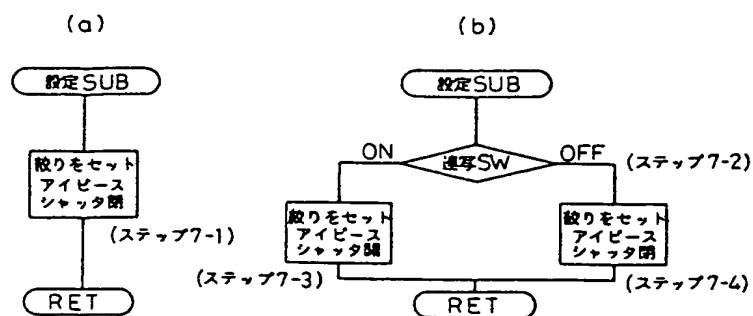 (a)
設定SUB
絞りをセット
アイピース
シャッタ閉
(ステップ7-1)
RET
(b)
設定SUB
ON
連写SW
OFF
(ステップ7-2)
絞りをセット
アイピース
シャッタ開
(ステップ7-3)
絞りをセット
アイピース
シャッタ閉
(ステップ7-4)
RET